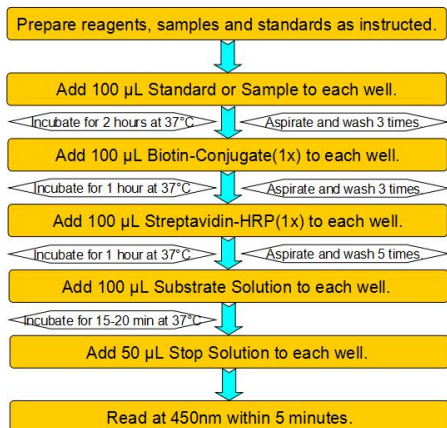 Prepare reagents, samples and standards as instructed.
Add 100 µL Standard or Sample to each well.
Incubate for 2 hours at 37°C
Aspirate and wash 3 times
Add 100 µL Biotin-Conjugate(1x) to each well.
Incubate for 1 hour at 37°C
Aspirate and wash 3 times
Add 100 µL Streptavidin-HRP(1x) to each well.
Incubate for 1 hour at 37°C
Aspirate and wash 5 times
Add 100 µL Substrate Solution to each well.
Incubate for 15-20 min at 37°C
Add 50 µL Stop Solution to each well.
Read at 450nm within 5 minutes.